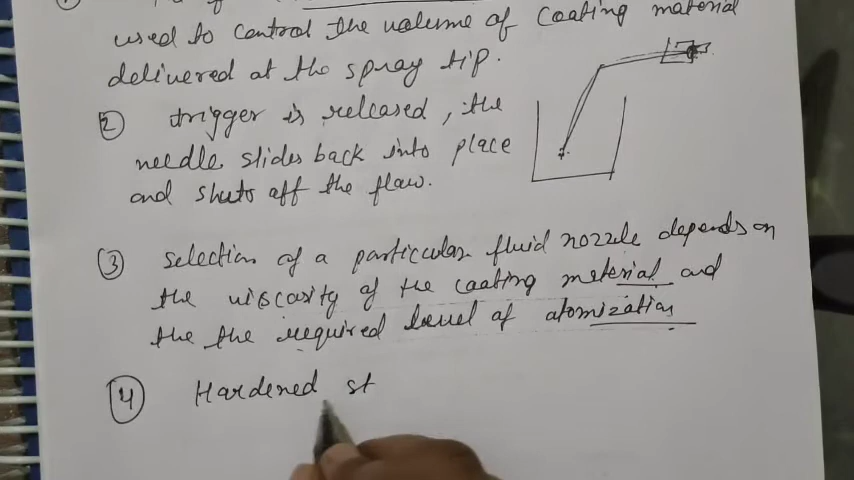 used to control the volume of coating material
delivered at the spray tip.
② trigger is released, the
needle slides back into place
and shuts off the flow.
③ selection of a particular fluid nozzle depends on
the viscosity of the coating material and
the the required level of atomization
④ Hardened st